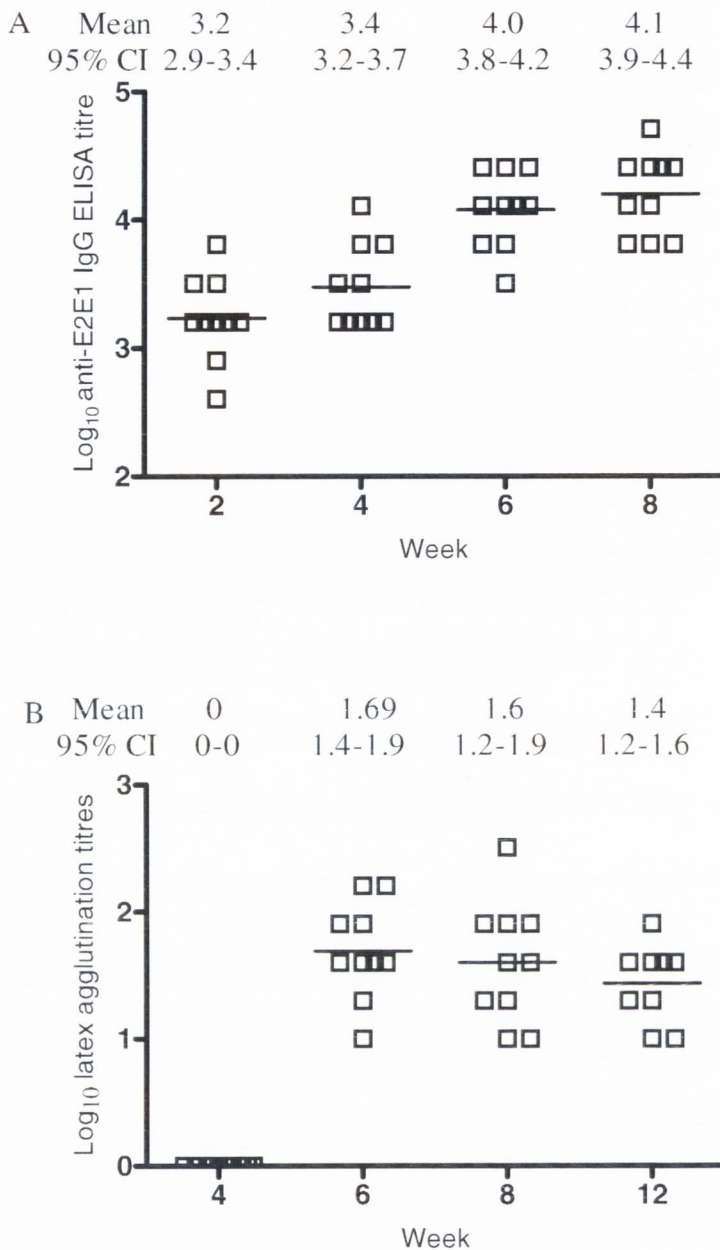 A Mean 3.2 3.4 4.0 4.1
95% CI 2.9-3.4 3.2-3.7 3.8-4.2 3.9-4.4
Log10 anti-E2E1 IgG ELISA titre
5
4
3
2
2 4 6 8
Week
B Mean 0 1.69 1.6 1.4
95% CI 0-0 1.4-1.9 1.2-1.9 1.2-1.6
Log10 latex agglutination titres
3
2
1
0
4 6 8 12
Week